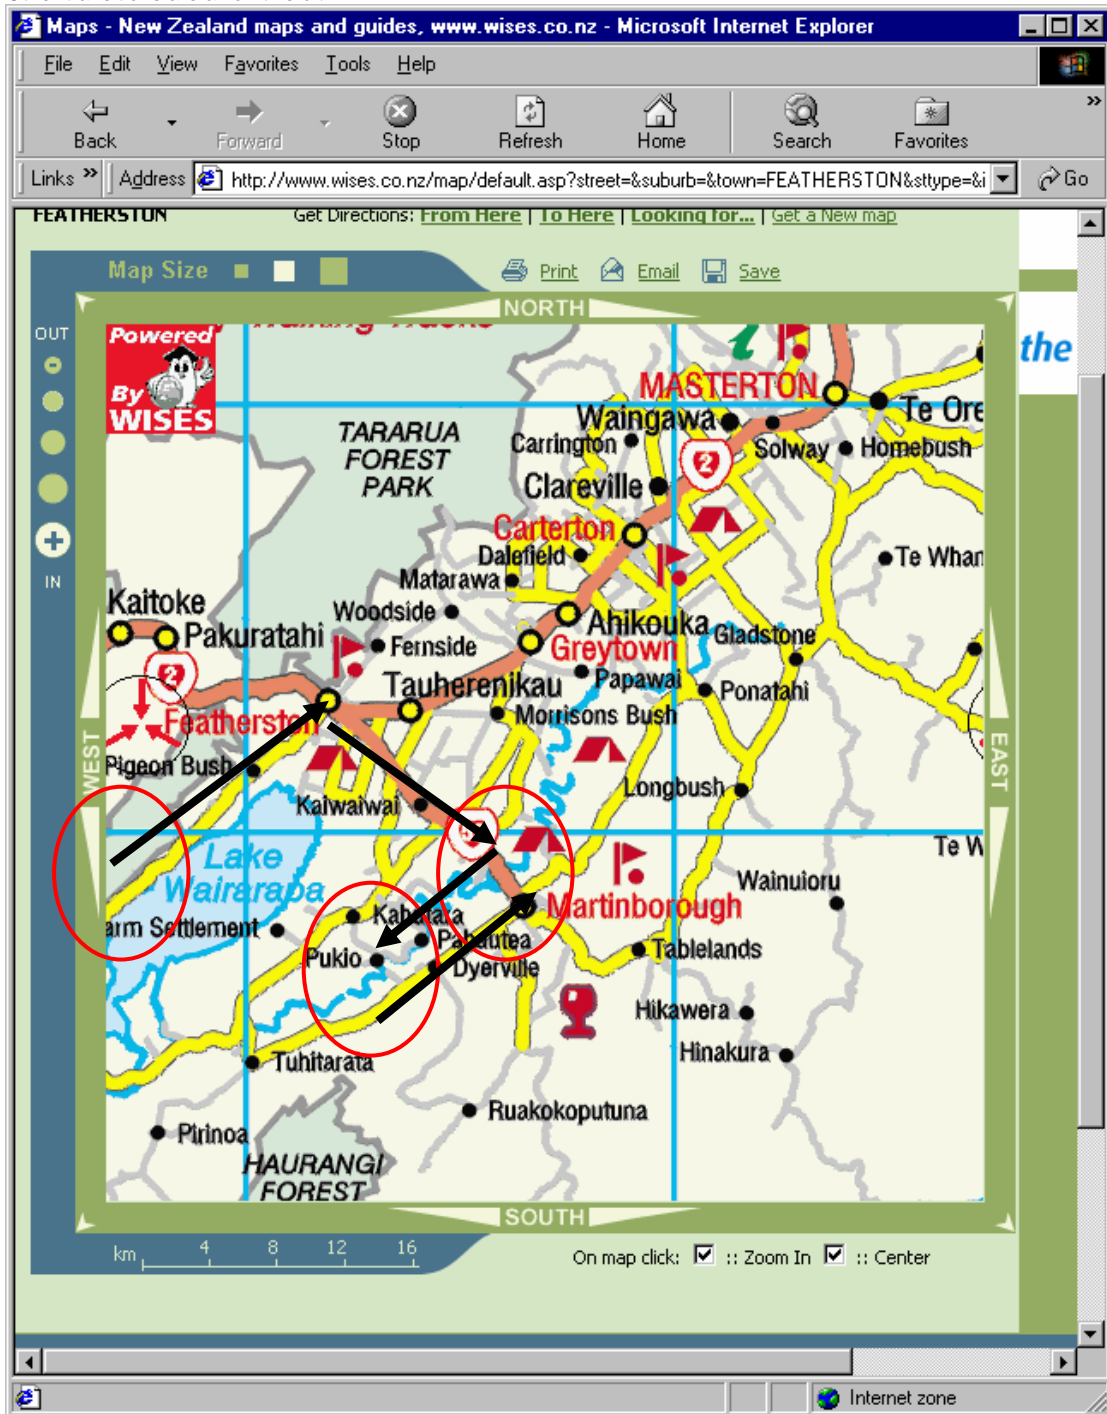 Maps - New Zealand maps and guides, www.wises.co.nz - Microsoft Internet Explorer
File Edit View Favorites Tools Help
Back Forward Stop Refresh Home Search Favorites
Links » Address http://www.wises.co.nz/map/default.asp?street=&suburb=&town=FEATHERSTON&sttype=&i Go
FEATHERSTON Get Directions: From Here | To Here | Looking for... | Get a New map
Map Size Print Email Save
NORTH
OUT
Powered
By
WISES
the
MASTERTON
Waingawa
Te Ore
TARARUA
FOREST
PARK
Carrington
Solway
Homebush
2
Clareville
Carterton
Dalefield
Te Whan
IN
Matarawa
Kaitoke
Woodside
Ahikouka
Gladstone
Pakuratahi
Fernside
Greytown
2
Tauherenikau
Papawai
Ponatahi
Featherston
Morrisons Bush
WEST
EAST
Pigeon Bush
Longbush
Kaiwaiwai
Lake
Wairarapa
Te W
Wainuioru
arm Settlement
Martinborough
Pukio
Dyerville
Tablelands
Hikawera
Hinakura
Tuhitarata
Ruakokoputuna
Pirinoa
HAURANGI
FOREST
SOUTH
km 4 8 12 16
On map click: :: Zoom In :: Center
Internet zone